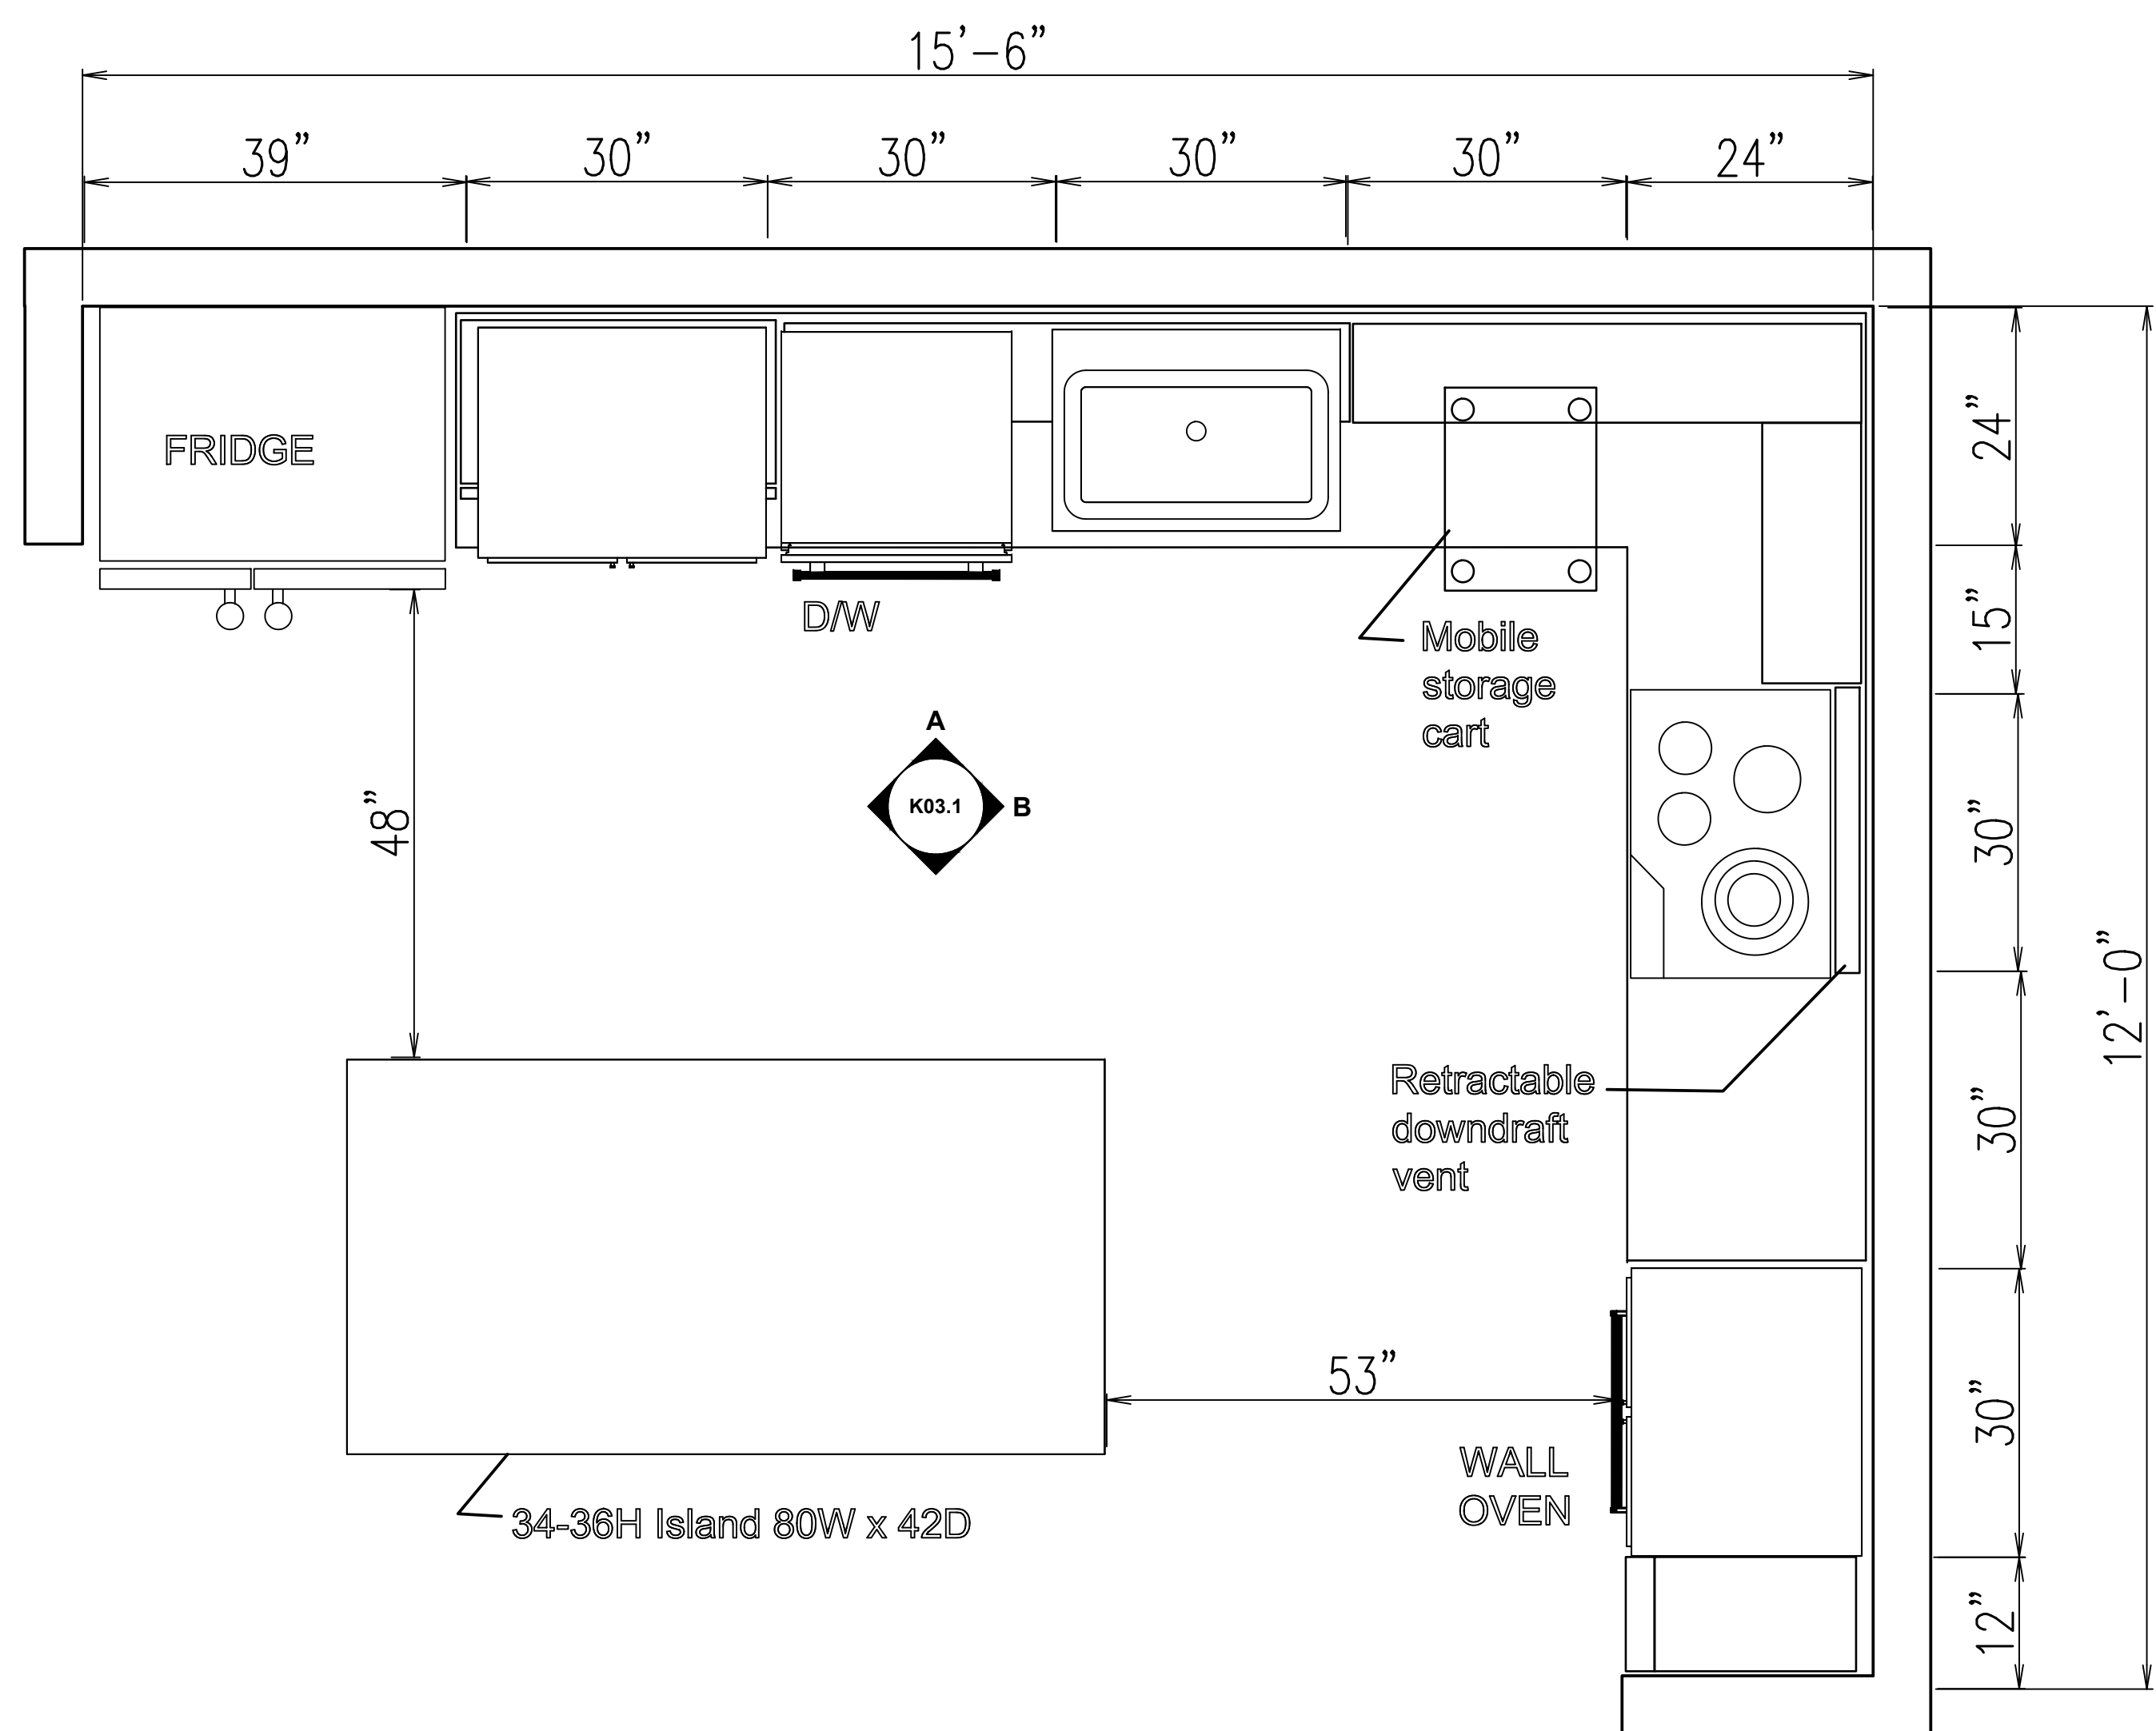 15’-6”
39” 30” 30” 30” 30” 24”
FRIDGE
24”
D/W
15”
Mobile
storage
cart
A
K03.1
B
48”
30”
12’-0”
Retractable
downdraft
vent
30”
53”
30”
WALL
OVEN
34-36H Island 80W x 42D
12”